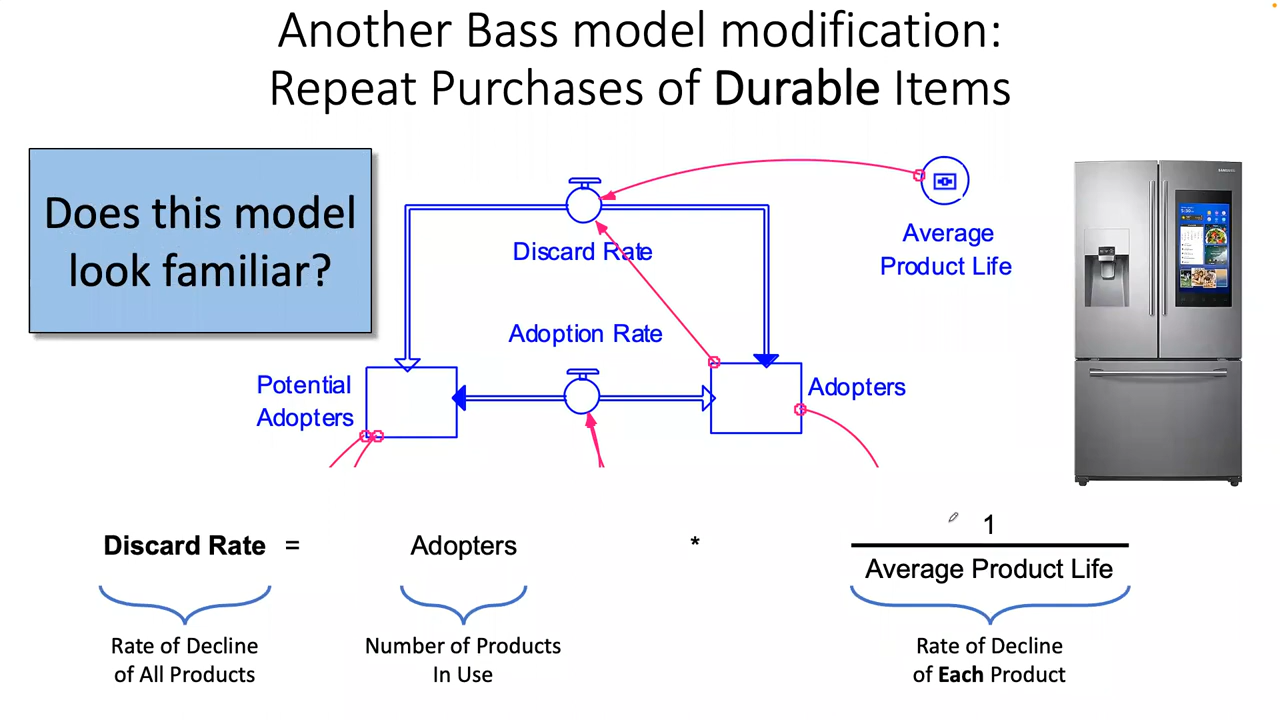 Another Bass model modification:
Repeat Purchases of Durable Items
Does this model
look familiar?
Discard Rate
Average
Product Life
Adoption Rate
Potential
Adopters
Adopters
SAMSUNG
Discard Rate = Adopters * 1
Average Product Life
Rate of Decline
of All Products
Number of Products
In Use
Rate of Decline
of Each Product